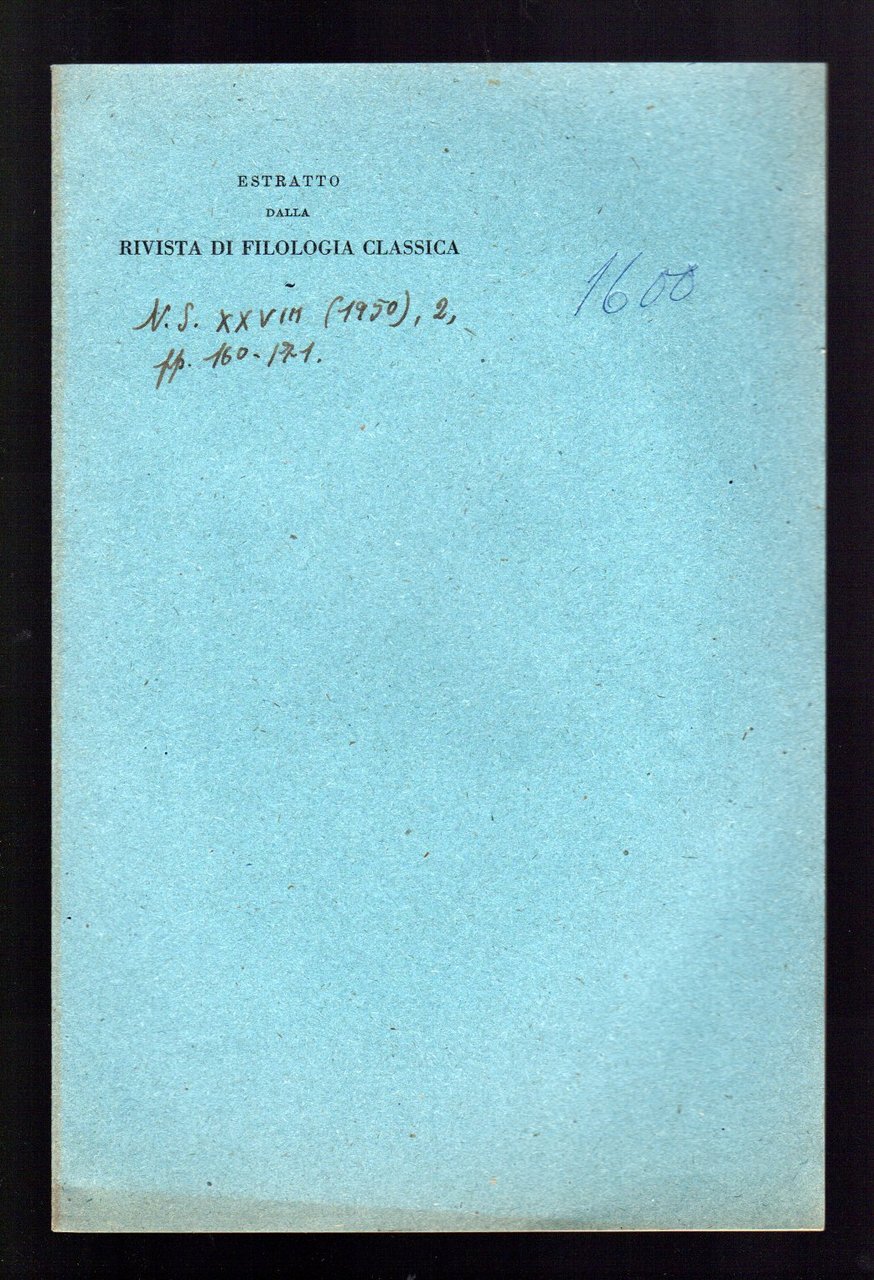 ESTRATTO
DALLA
RIVISTA DI FILOLOGIA CLASSICA
~
N.S. XXVIII (1950), 2,
pp. 160-171.
1600